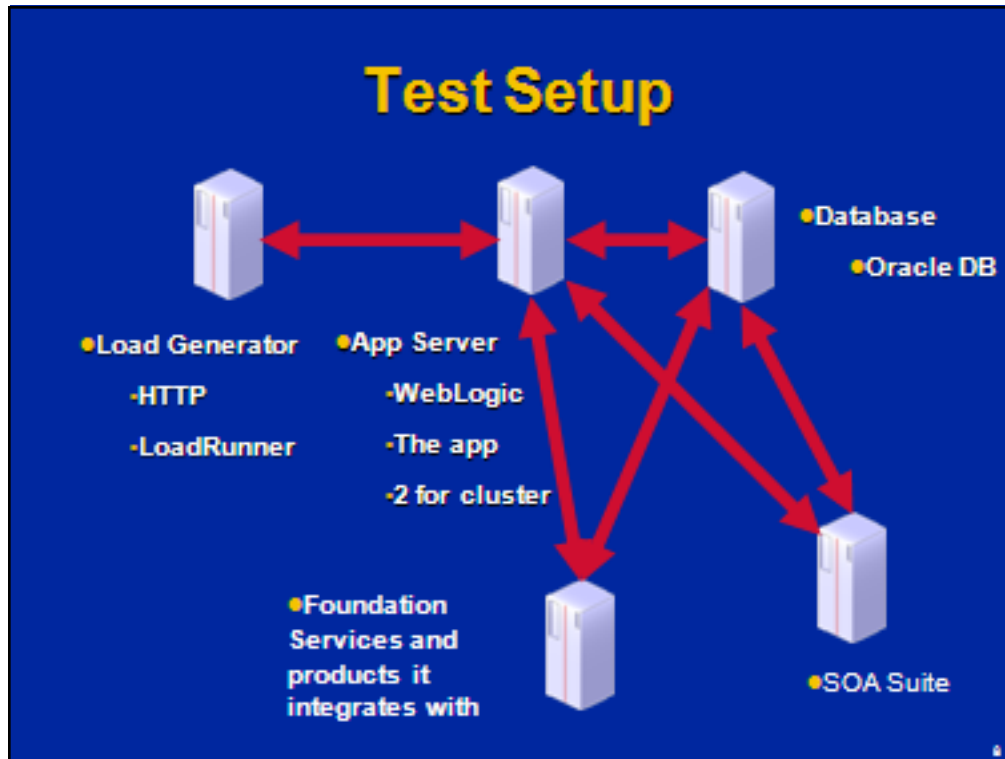 Test Setup
•Load Generator
-HTTP
-LoadRunner
•App Server
-WebLogic
-The app
-2 for cluster
•Database
•Oracle DB
•Foundation
Services and
products it
integrates with
•SOA Suite